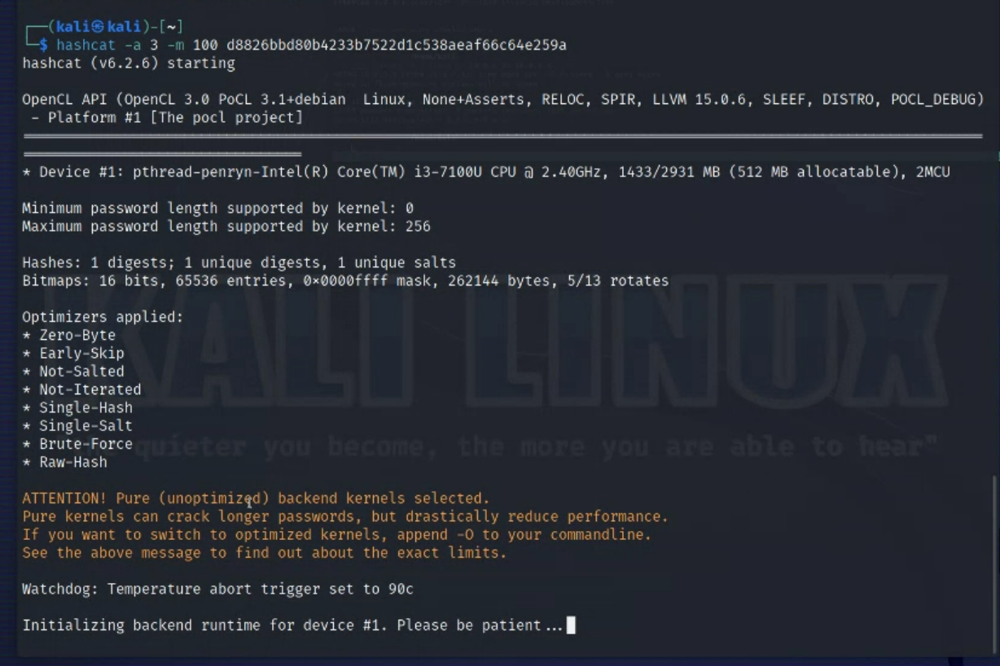 (kali㉿kali)-[~]
$ hashcat -a 3 -m 100 d8826bbd80b4233b7522d1c538aeaf66c64e259a
hashcat (v6.2.6) starting
OpenCL API (OpenCL 3.0 PoCL 3.1+debian  Linux, None+Asserts, RELOC, SPIR, LLVM 15.0.6, SLEEF, DISTRO, POCL_DEBUG)
- Platform #1 [The pocl project]
* Device #1: pthread-penryn-Intel(R) Core(TM) i3-7100U CPU @ 2.40GHz, 1433/2931 MB (512 MB allocatable), 2MCU
Minimum password length supported by kernel: 0
Maximum password length supported by kernel: 256
Hashes: 1 digests; 1 unique digests, 1 unique salts
Bitmaps: 16 bits, 65536 entries, 0x0000ffff mask, 262144 bytes, 5/13 rotates
Optimizers applied:
* Zero-Byte
* Early-Skip
* Not-Salted
* Not-Iterated
* Single-Hash
* Single-Salt
* Brute-Force
* Raw-Hash
KALI LINUX
quieter you become, the more you are able to hear"
ATTENTION! Pure (unoptimized) backend kernels selected.
Pure kernels can crack longer passwords, but drastically reduce performance.
If you want to switch to optimized kernels, append -O to your commandline.
See the above message to find out about the exact limits.
Watchdog: Temperature abort trigger set to 90c
Initializing backend runtime for device #1. Please be patient...